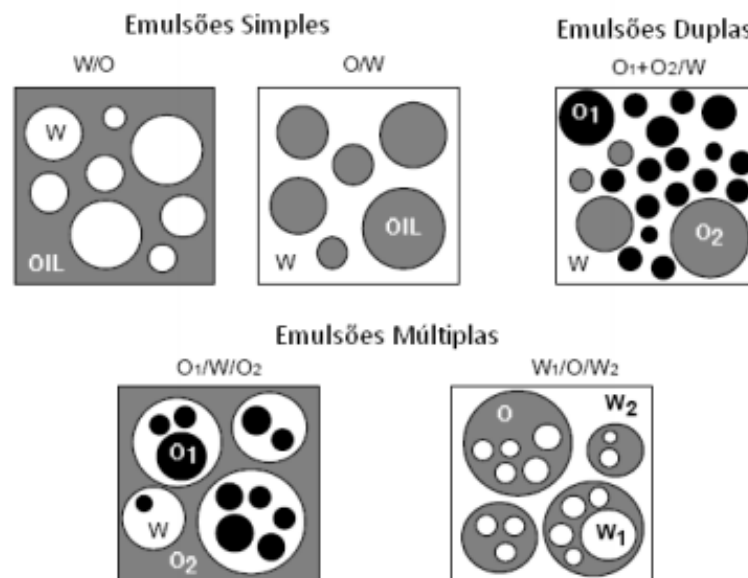 Emulsões Simples
Emulsões Duplas
W/O
O/W
O₁+O₂/W
W
OIL
OIL
W
O₁
O₂
W
Emulsões Múltiplas
O₁/W/O₂
W₁/O/W₂
O₁
W
O₂
O
W₂
W₁